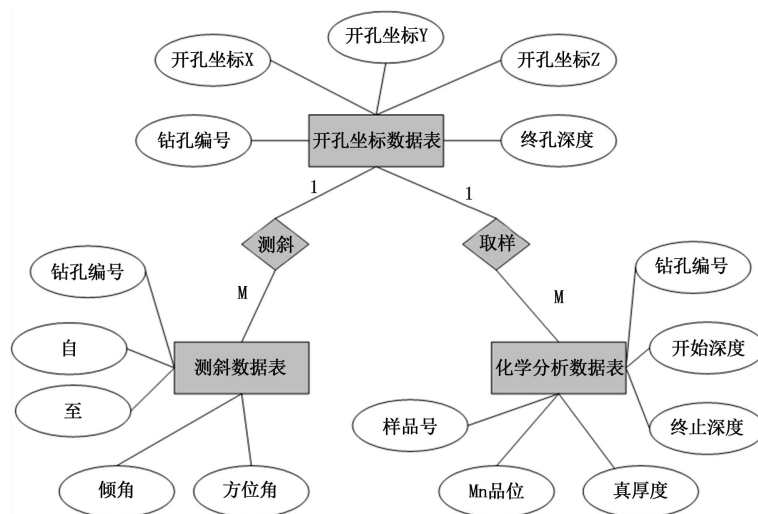 开孔坐标Y
开孔坐标X
开孔坐标Z
钻孔编号
开孔坐标数据表
终孔深度
1
1
测斜
取样
钻孔编号
M
M
钻孔编号
自
测斜数据表
化学分析数据表
开始深度
至
样品号
终止深度
倾角
方位角
Mn品位
真厚度